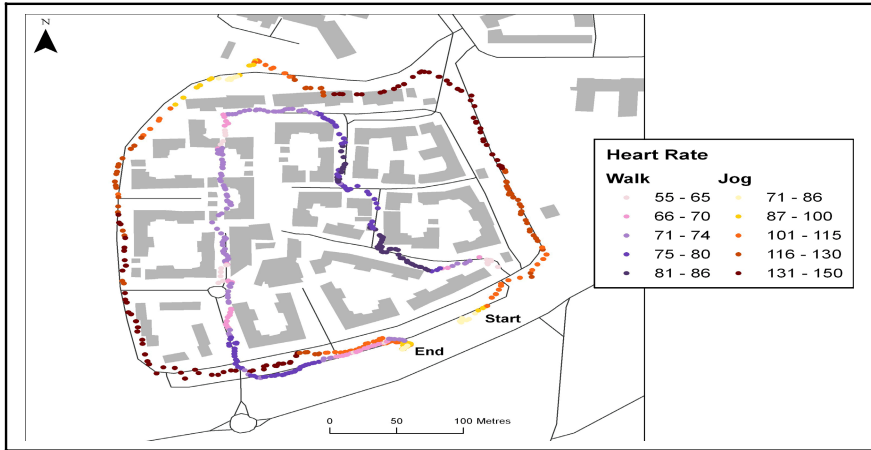 N
Heart Rate
Walk Jog
55 - 65 71 - 86
66 - 70 87 - 100
71 - 74 101 - 115
75 - 80 116 - 130
81 - 86 131 - 150
Start
End
0 50 100 Metres